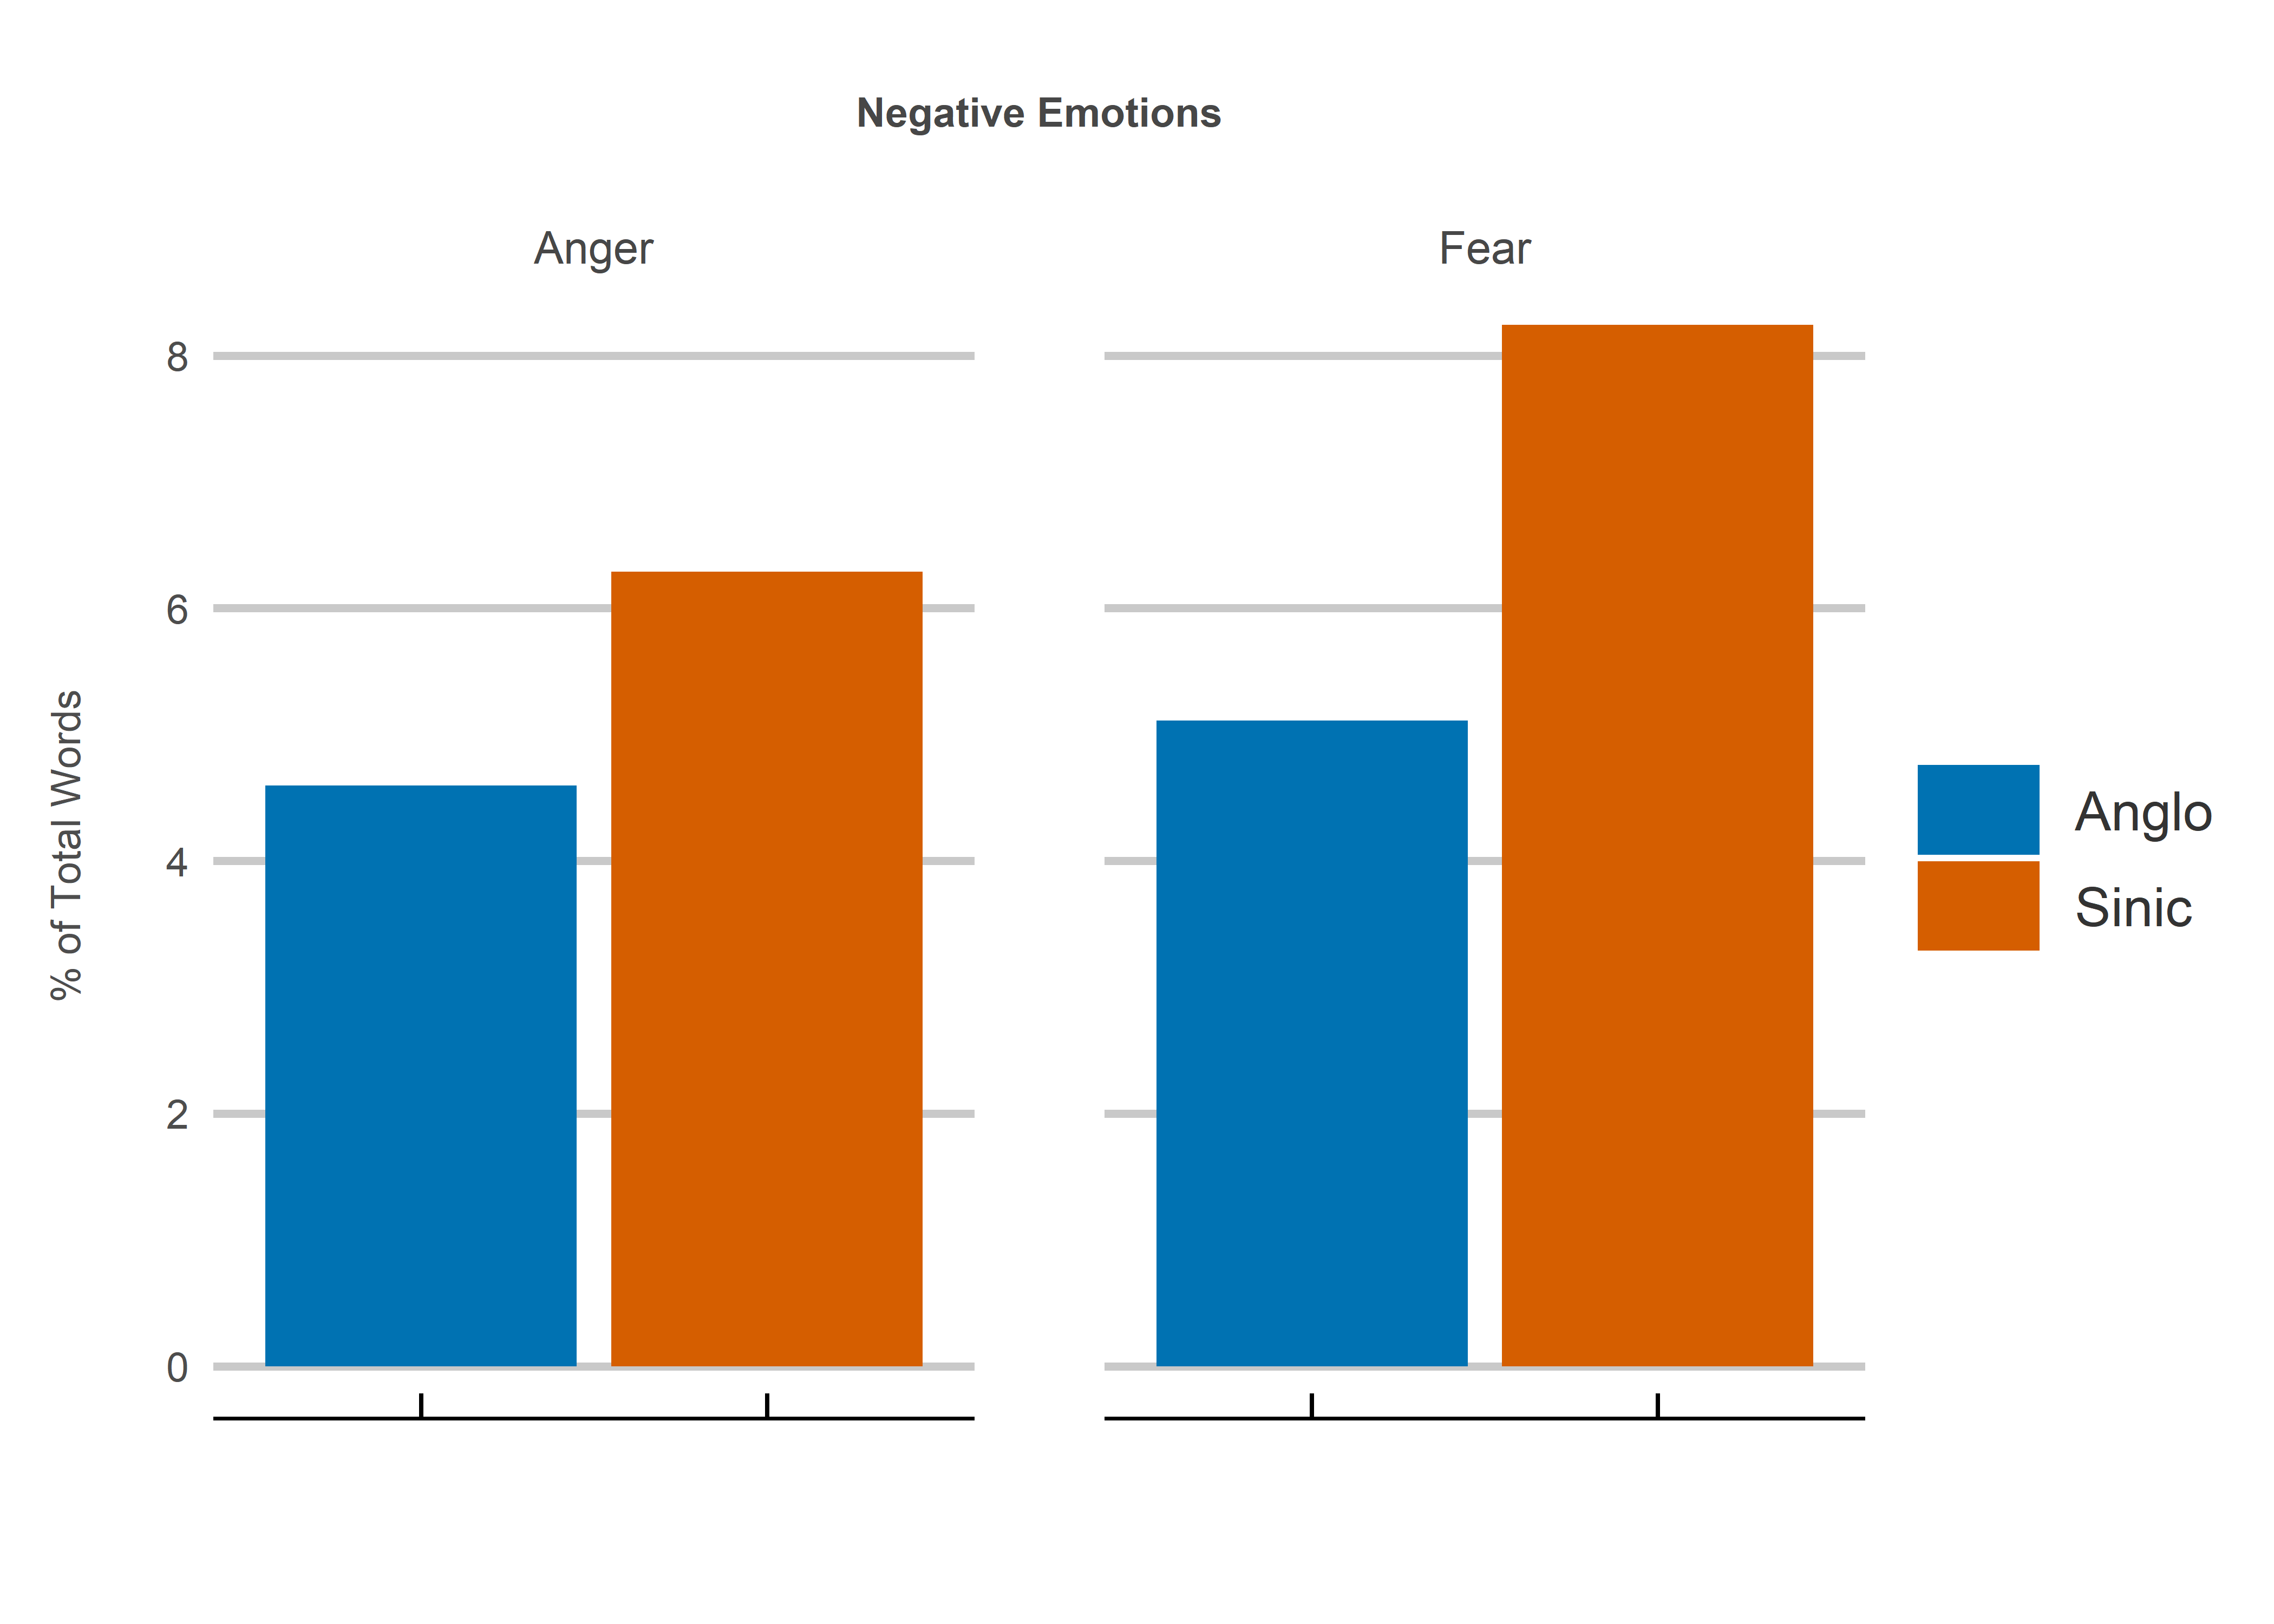 Negative Emotions
Anger
Fear
8
6
4
2
0
% of Total Words
Anglo
Sinic